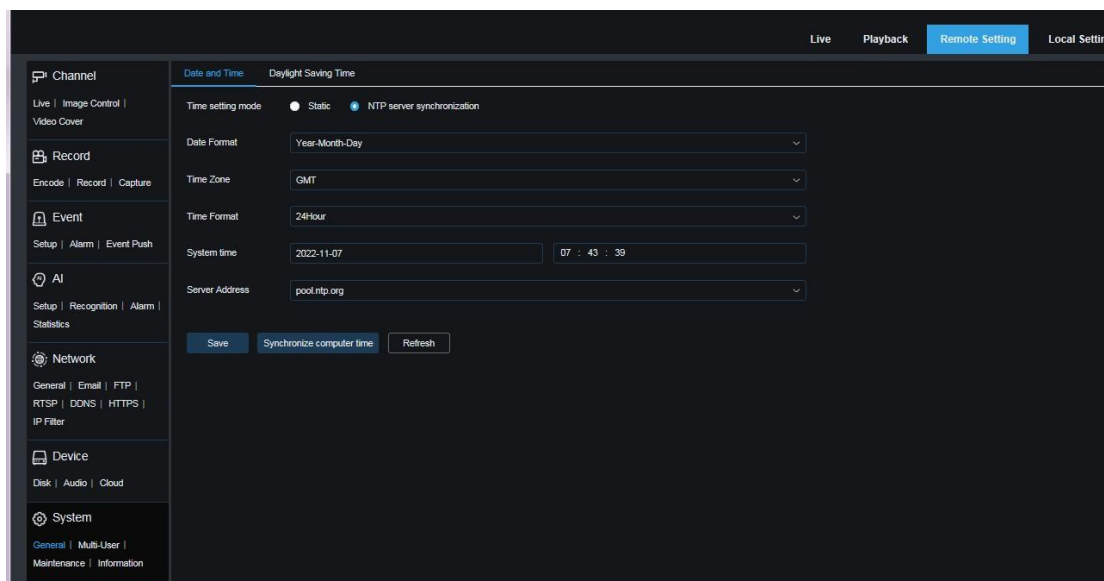 Live Playback Remote Setting Local Settin
Channel
Live | Image Control |
Video Cover
Record
Encode | Record | Capture
Event
Setup | Alarm | Event Push
AI
Setup | Recognition | Alarm |
Statistics
Network
General | Email | FTP |
RTSP | DDNS | HTTPS |
IP Filter
Device
Disk | Audio | Cloud
System
General | Multi-User |
Maintenance | Information
Date and Time Daylight Saving Time
Time setting mode Static NTP server synchronization
Date Format Year-Month-Day
Time Zone GMT
Time Format 24Hour
System time 2022-11-07 07 : 43 : 39
Server Address pool.ntp.org
Save Synchronize computer time Refresh